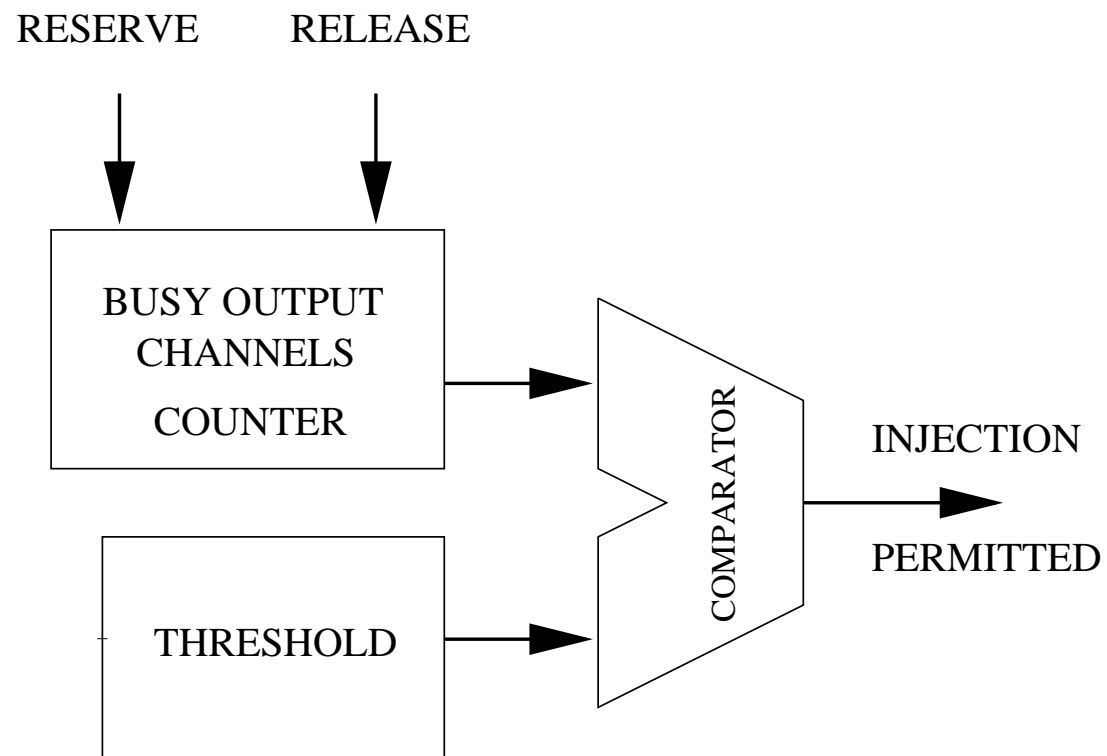 RESERVE RELEASE
BUSY OUTPUT
CHANNELS
COUNTER
COMPARATOR
INJECTION
PERMITTED
THRESHOLD